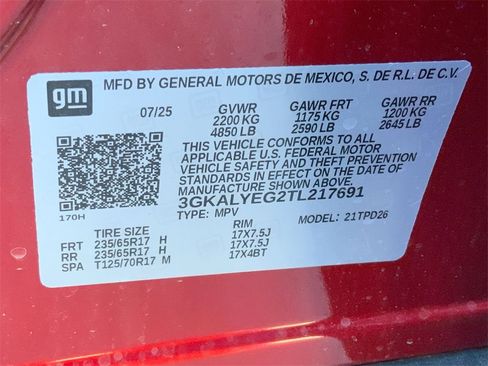 gm
MFD BY GENERAL MOTORS DE MEXICO, S. DE R.L. DE C.V.
07/25 GVWR GAWR FRT GAWR RR
2200 KG 1175 KG 1200 KG
4850 LB 2590 LB 2645 LB
THIS VEHICLE CONFORMS TO ALL
APPLICABLE U.S. FEDERAL MOTOR
VEHICLE SAFETY AND THEFT PREVENTION
STANDARDS IN EFFECT ON THE DATE OF
MANUFACTURE SHOWN ABOVE.
3GKALYEG2TL217691
170H
TYPE: MPV MODEL: 21TPD26
TIRE SIZE RIM
FRT 235/65R17 H 17X7.5J
RR 235/65R17 H 17X7.5J
SPA T125/70R17 M 17X4BT